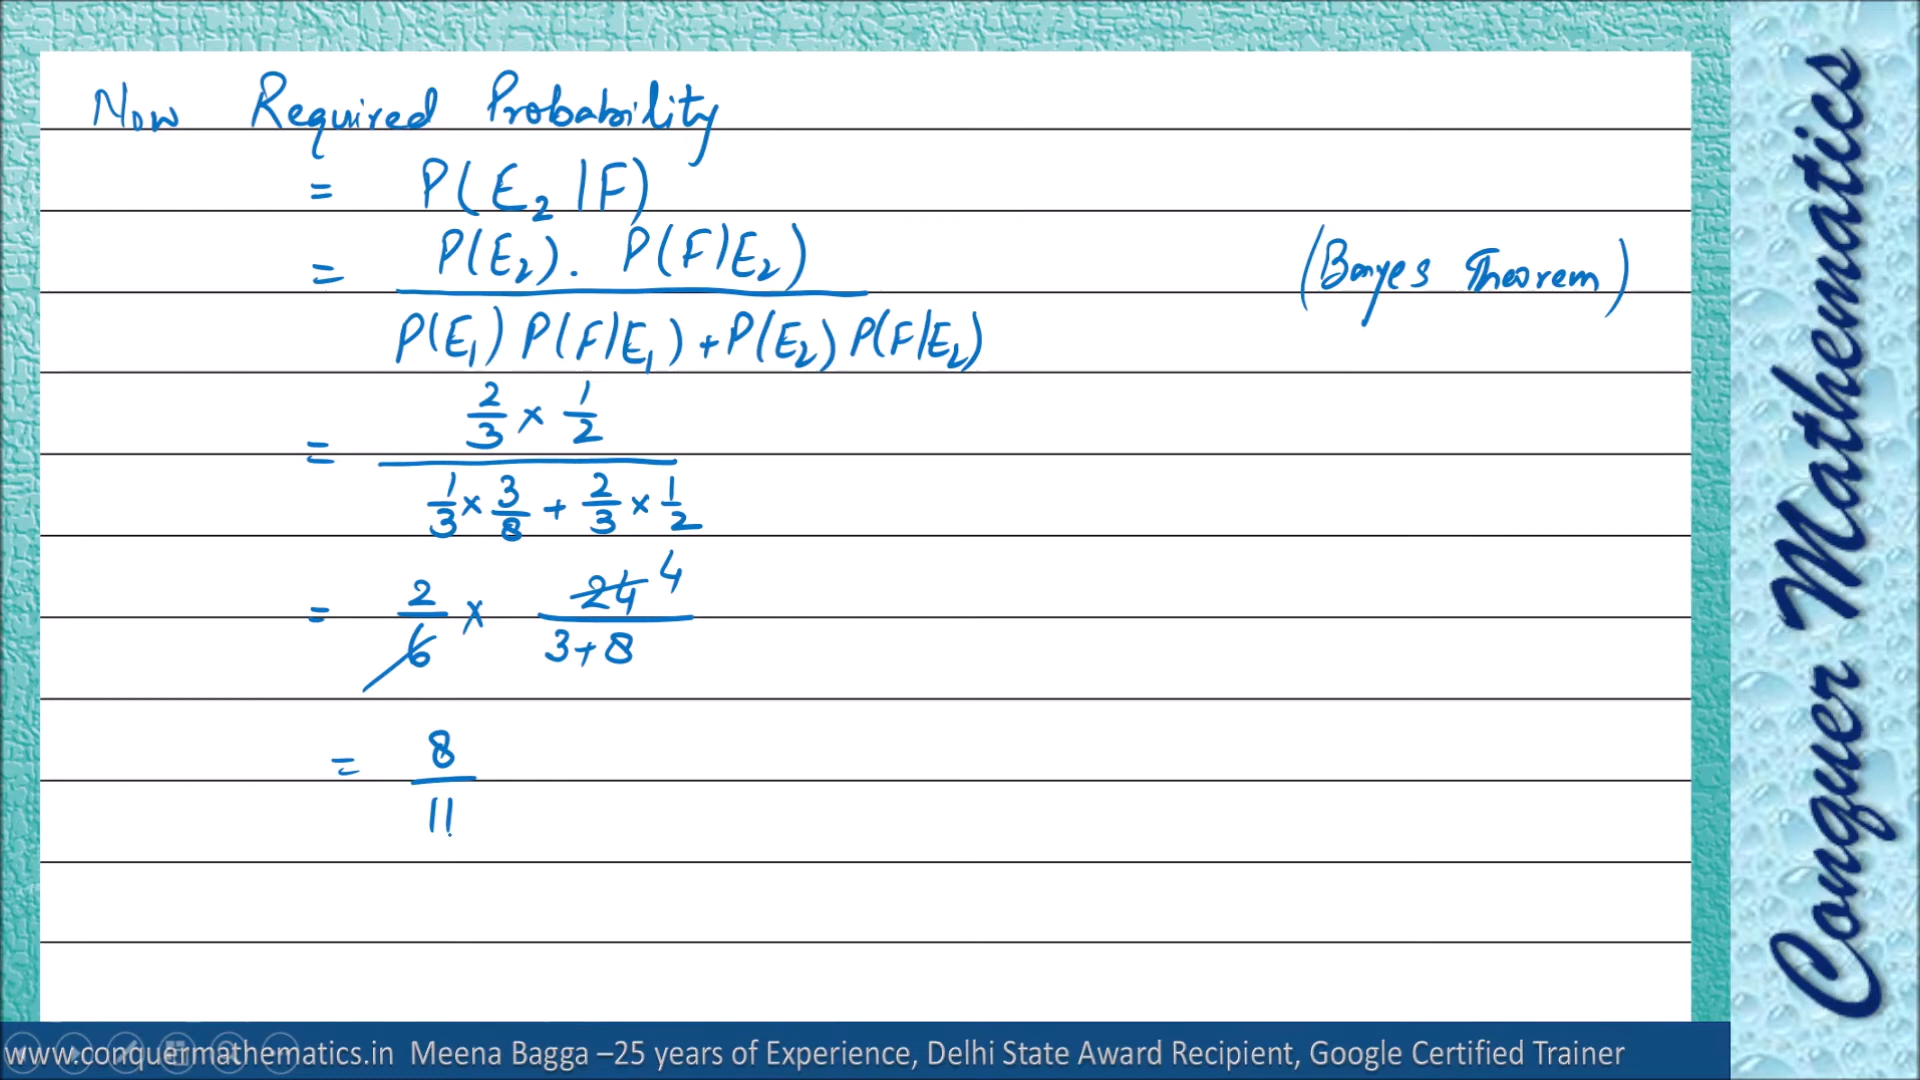 Now Required Probability
= P(E₂|F)
= P(E₂). P(F|E₂) (Bayes Theorem)
P(E₁) P(F|E₁) + P(E₂) P(F|E₂)
= 2/3 × 1/2
1/3 × 3/8 + 2/3 × 1/2
= 2/6 × 24/3+8 4
= 8/11
Conquer Mathematics
www.conquermathematics.in Meena Bagga –25 years of Experience, Delhi State Award Recipient, Google Certified Trainer